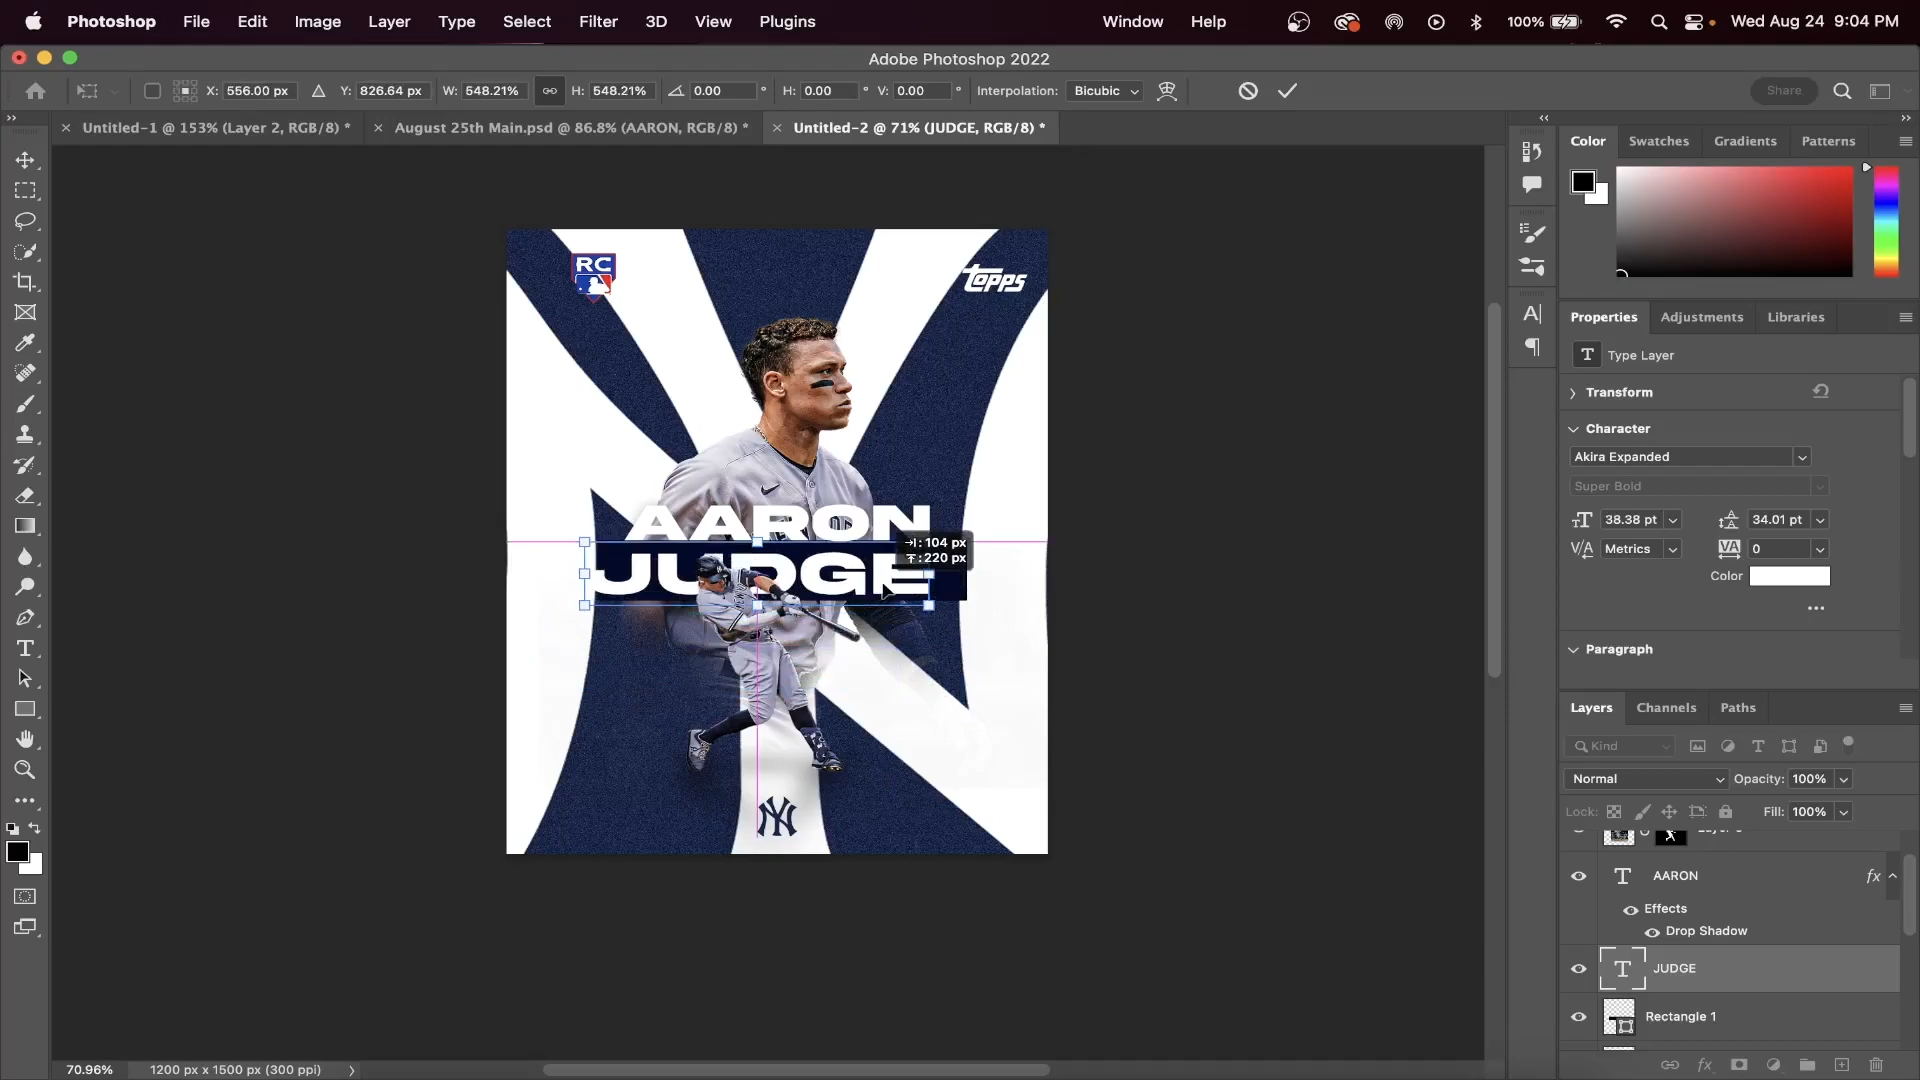 Photoshop File Edit Image Layer Type Select Filter 3D View Plugins Window Help 100% Wed Aug 24 9:04 PM
Adobe Photoshop 2022
X: 556.00 px Y: 826.64 px W: 548.21% H: 548.21% 0.00 ° H: 0.00 ° V: 0.00 ° Interpolation: Bicubic Share
Untitled-1 @ 153% (Layer 2, RGB/8) * August 25th Main.psd @ 86.8% (AARON, RGB/8) * Untitled-2 @ 71% (JUDGE, RGB/8) *
Color Swatches Gradients Patterns
RC
Topps
Properties Adjustments Libraries
T Type Layer
Transform
Character
Akira Expanded
Super Bold
38.38 pt 34.01 pt
Metrics 0
Color
AARON
JUDGE
: 104 px
: 220 px
NY
Paragraph
Layers Channels Paths
Kind
Normal Opacity: 100%
Lock: Fill: 100%
T AARON fx
Effects
Drop Shadow
T JUDGE
Rectangle 1
70.96% 1200 px x 1500 px (300 ppi)